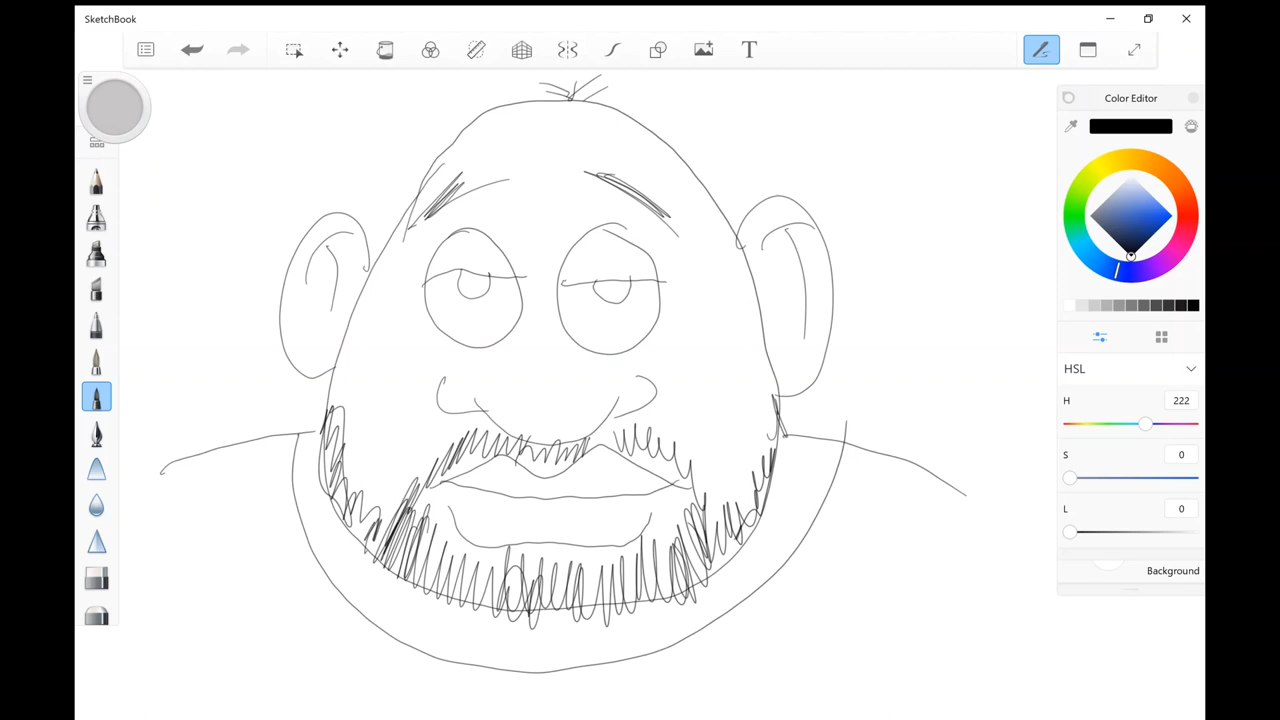 SketchBook
T
Color Editor
HSL
H 222
S 0
L 0
Background